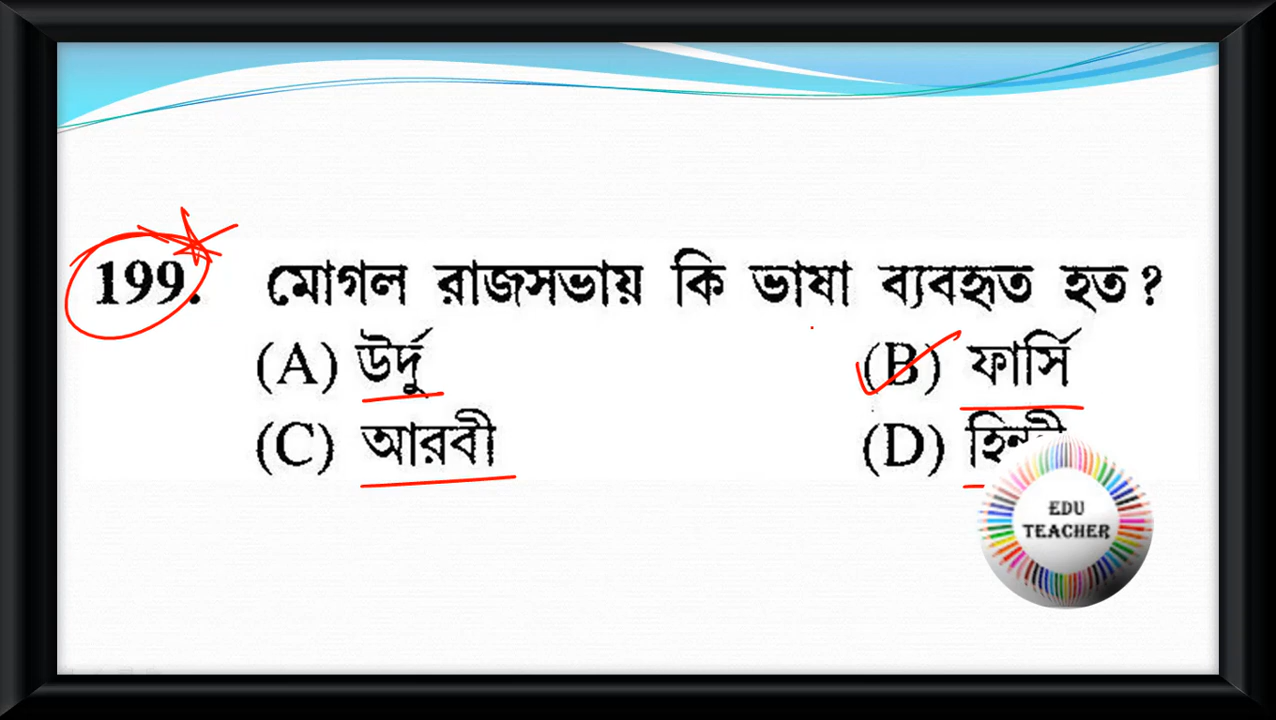 199. মোগল রাজসভায় কি ভাষা ব্যবহৃত হত ?
(A) উর্দু (B) ফার্সি
(C) আরবী (D) হিন্দী
EDU
TEACHER